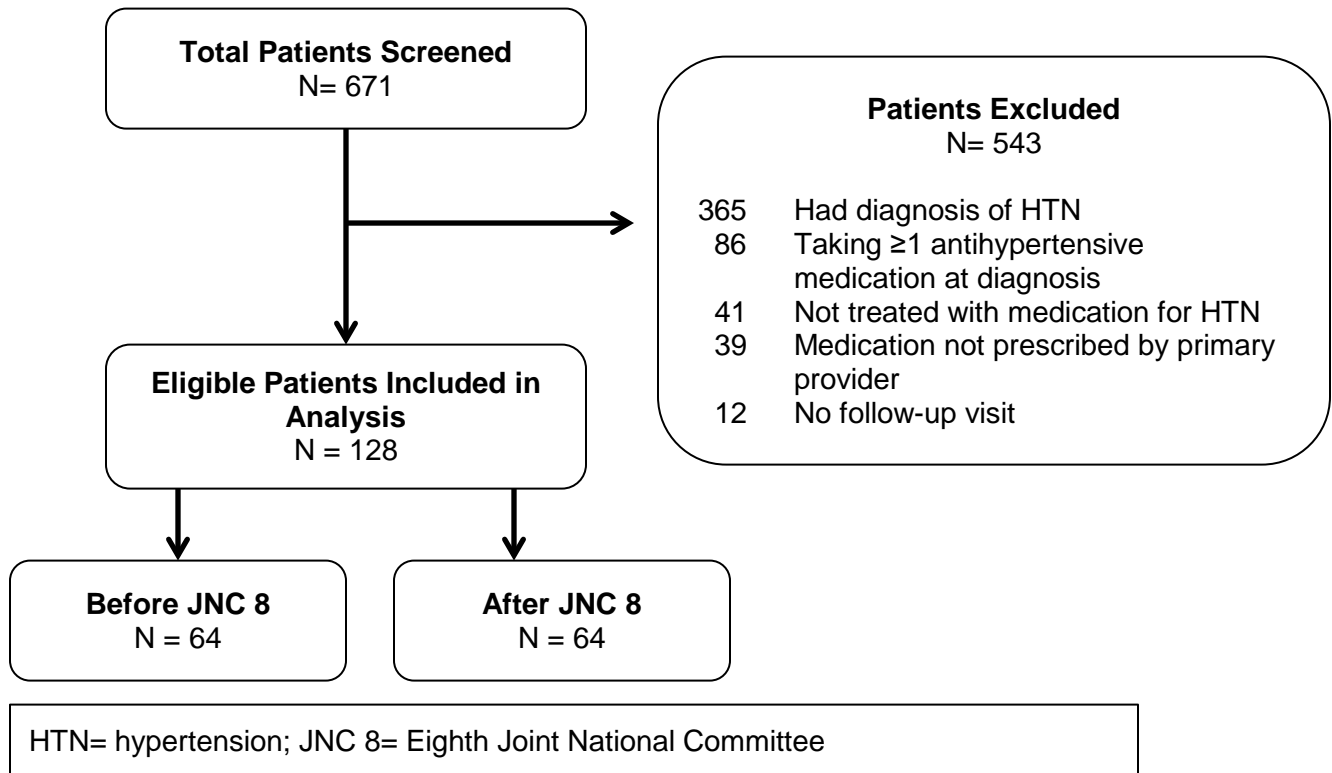 Total Patients Screened
N= 671
Patients Excluded
N= 543
365 Had diagnosis of HTN
86 Taking ≥1 antihypertensive
medication at diagnosis
41 Not treated with medication for HTN
39 Medication not prescribed by primary
provider
12 No follow-up visit
Eligible Patients Included in
Analysis
N = 128
Before JNC 8
N = 64
After JNC 8
N = 64
HTN= hypertension; JNC 8= Eighth Joint National Committee